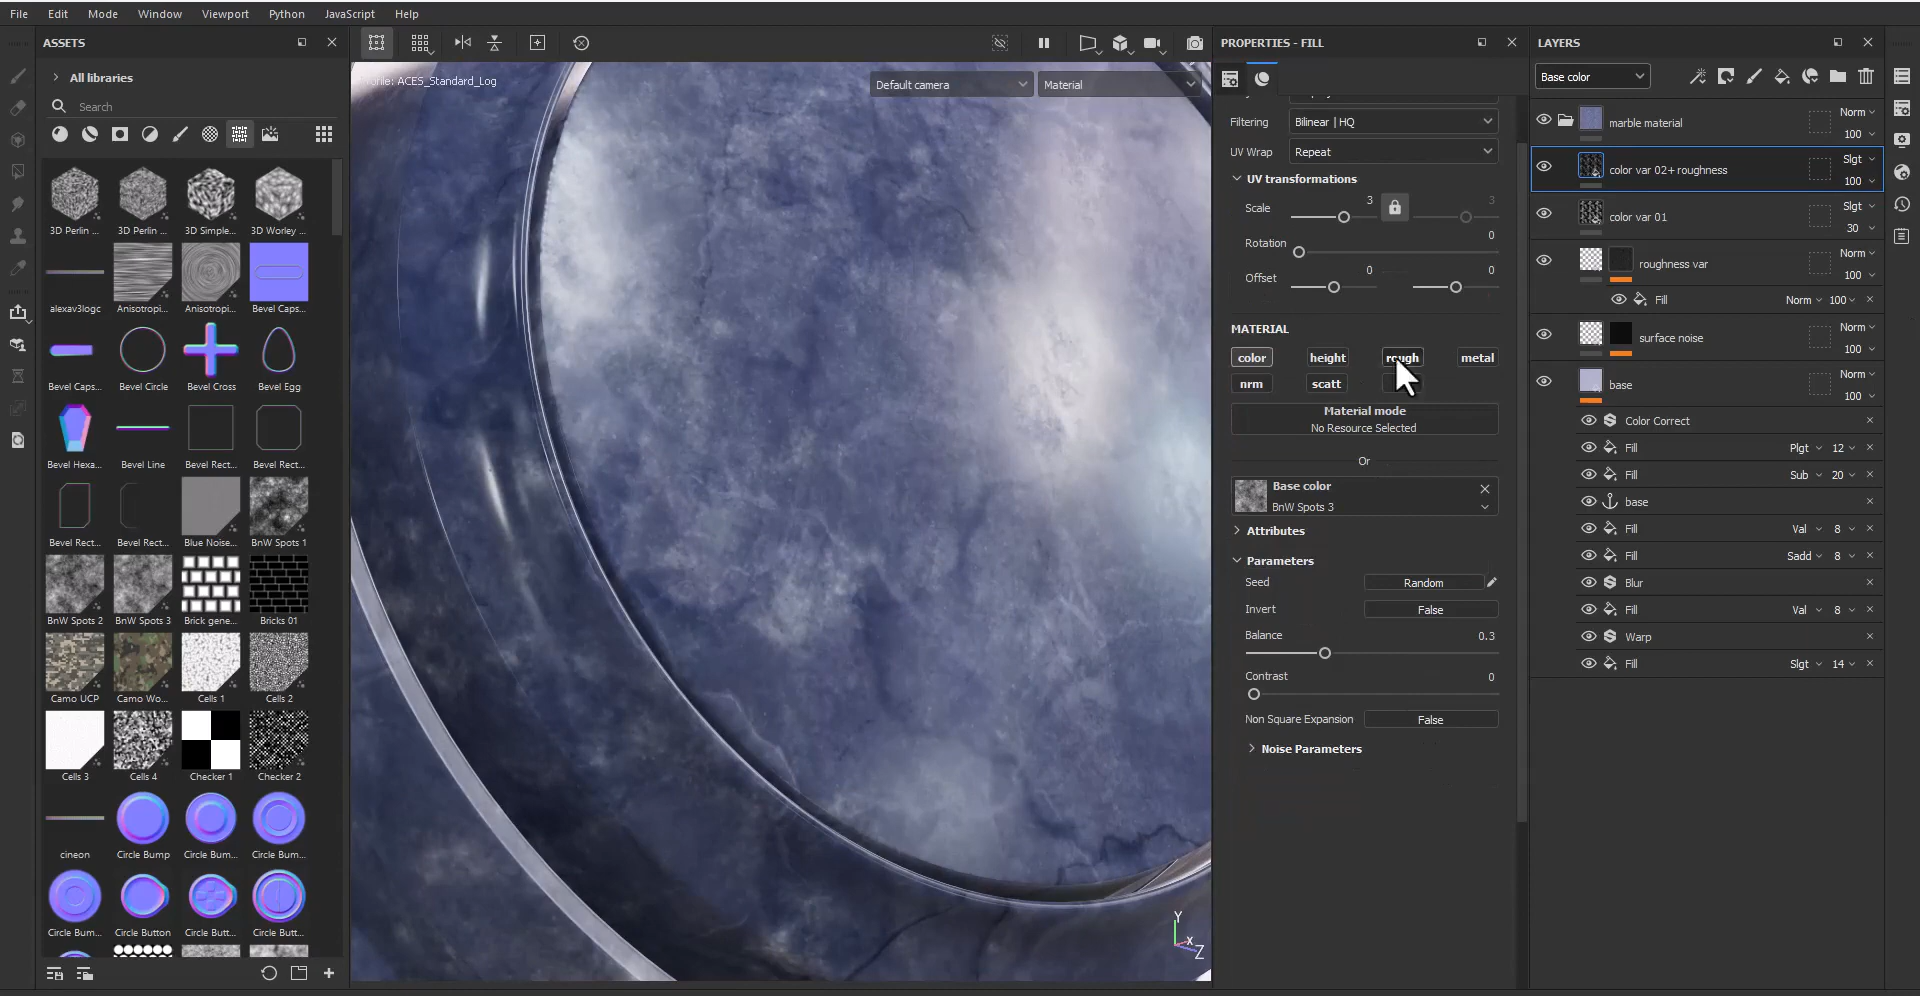 File Edit Mode Window Viewport Python JavaScript Help
ASSETS
All libraries
Search
3D Perlin ... 3D Perlin ... 3D Simple... 3D Worley ...
alexav3logc Anisotropi... Anisotropi... Bevel Caps...
Bevel Caps... Bevel Circle Bevel Cross Bevel Egg
Bevel Hexa... Bevel Line Bevel Rect... Bevel Rect...
Bevel Rect... Bevel Rect... Blue Noise... BnW Spots 1
BnW Spots 2 BnW Spots 3 Brick gene... Bricks 01
Camo UCP Camo Wo... Cells 1 Cells 2
Cells 3 Cells 4 Checker 1 Checker 2
cineon Circle Bump Circle Bum... Circle Bum...
Circle Bum... Circle Button Circle Butt... Circle Butt...
ACES_Standard_Log
Default camera
Material
Y
X
Z
PROPERTIES - FILL
Filtering Bilinear | HQ
UV Wrap Repeat
UV transformations
Scale 3 3
Rotation 0
Offset 0 0
MATERIAL
color height rough metal
nrm scatt
Material mode
No Resource Selected
Or
Base color
BnW Spots 3
Attributes
Parameters
Seed Random
Invert False
Balance 0.3
Contrast 0
Non Square Expansion False
Noise Parameters
LAYERS
Base color
marble material Norm 100
color var 02+ roughness Slgt 100
color var 01 Slgt 30
roughness var Norm 100
Fill Norm 100
surface noise Norm 100
base Norm 100
Color Correct
Fill Plgt 12
Fill Sub 20
base
Fill Val 8
Fill Sadd 8
Blur
Fill Val 8
Warp
Fill Slgt 14